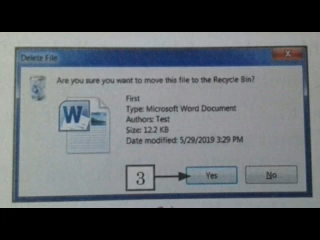 Delete File
Are you sure you want to move this file to the Recycle Bin?
First
Type: Microsoft Word Document
Authors: Test
Size: 12.2 KB
Date modified: 5/29/2019 3:29 PM
3 Yes No